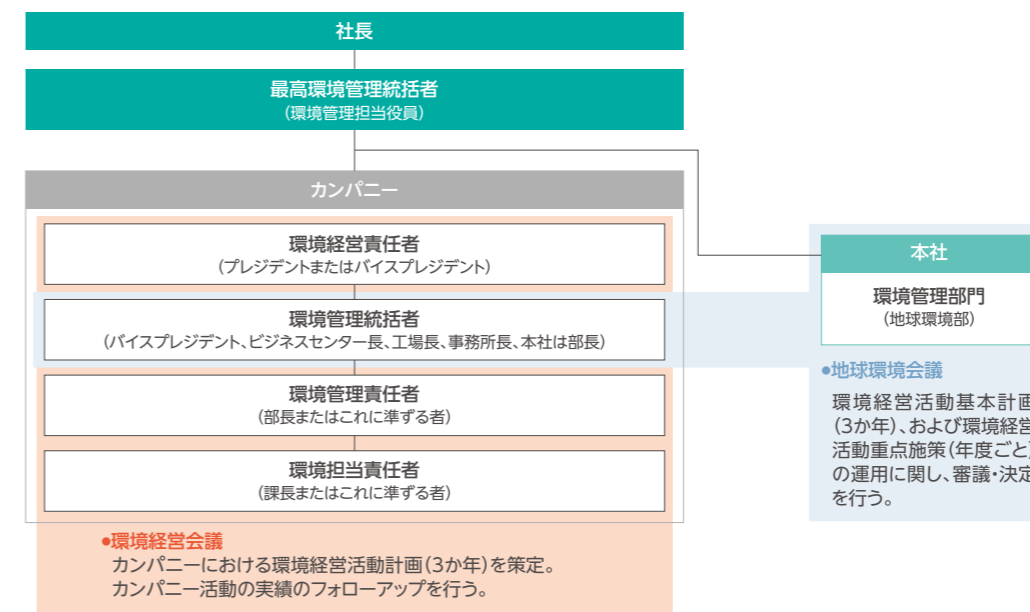 社長
最高環境管理統括者
(環境管理担当役員)
カンパニー
環境経営責任者
(プレジデントまたはバイスプレジデント)
環境管理統括者
(バイスプレジデント、ビジネスセンター長、工場長、事務所長、本社は部長)
環境管理責任者
(部長またはこれに準ずる者)
環境担当責任者
(課長またはこれに準ずる者)
●環境経営会議
カンパニーにおける環境経営活動計画(3か年)を策定。
カンパニー活動の実績のフォローアップを行う。
本社
環境管理部門
(地球環境部)
●地球環境会議
環境経営活動基本計画
(3か年)、および環境経営
活動重点施策(年度ごと)
の運用に関し、審議・決定
を行う。